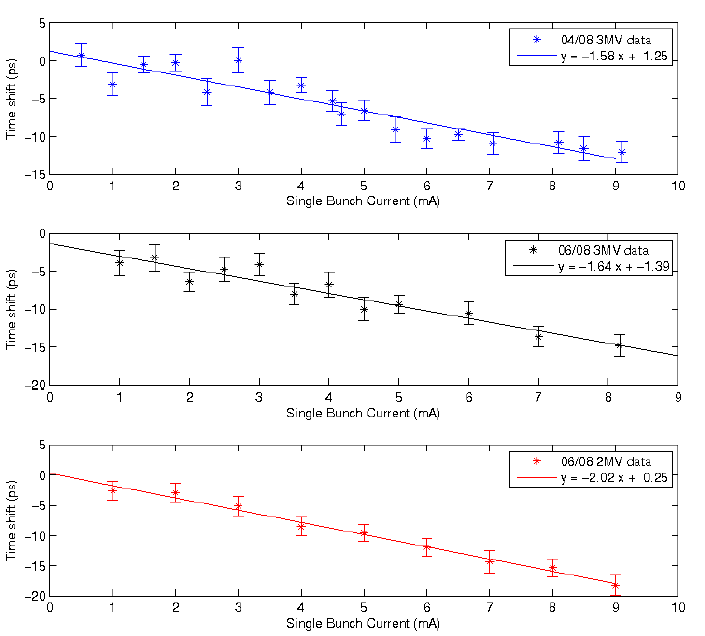 5
0
−5
−10
−15
Time shift (ps)
04/08 3MV data
y = −1.58 x + 1.25
0 1 2 3 4 5 6 7 8 9 10
Single Bunch Current (mA)
0
−5
−10
−15
−20
Time shift (ps)
06/08 3MV data
y = −1.64 x + −1.39
0 1 2 3 4 5 6 7 8 9
Single Bunch Current (mA)
5
0
−5
−10
−15
−20
Time shift (ps)
06/08 2MV data
y = −2.02 x + 0.25
0 1 2 3 4 5 6 7 8 9 10
Single Bunch Current (mA)